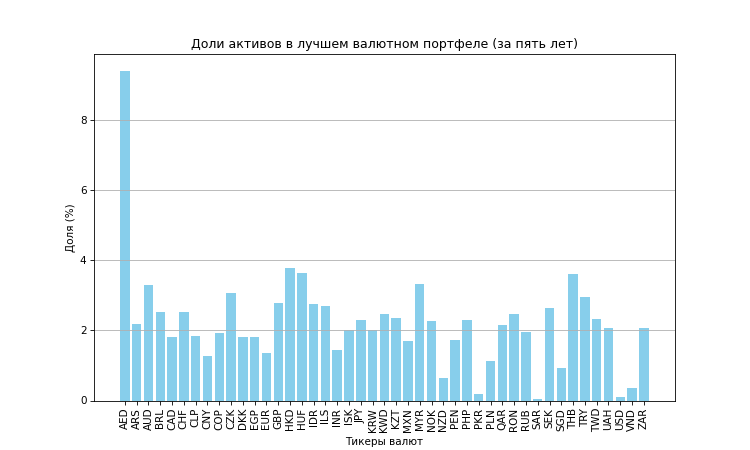 Доли активов в лучшем валютном портфеле (за пять лет)
Доля (%)
8
6
4
2
0
AED ARS AUD BRL CAD CHF CLP CNY COP CZK DKK EGP EUR GBP HKD HUF IDR ILS INR ISK JPY KRW KWD KZT MXN MYR NOK NZD PEN PHP PKR PLN QAR RON RUB SAR SEK SGD THB TRY TWD UAH USD VND ZAR
Тикеры валют